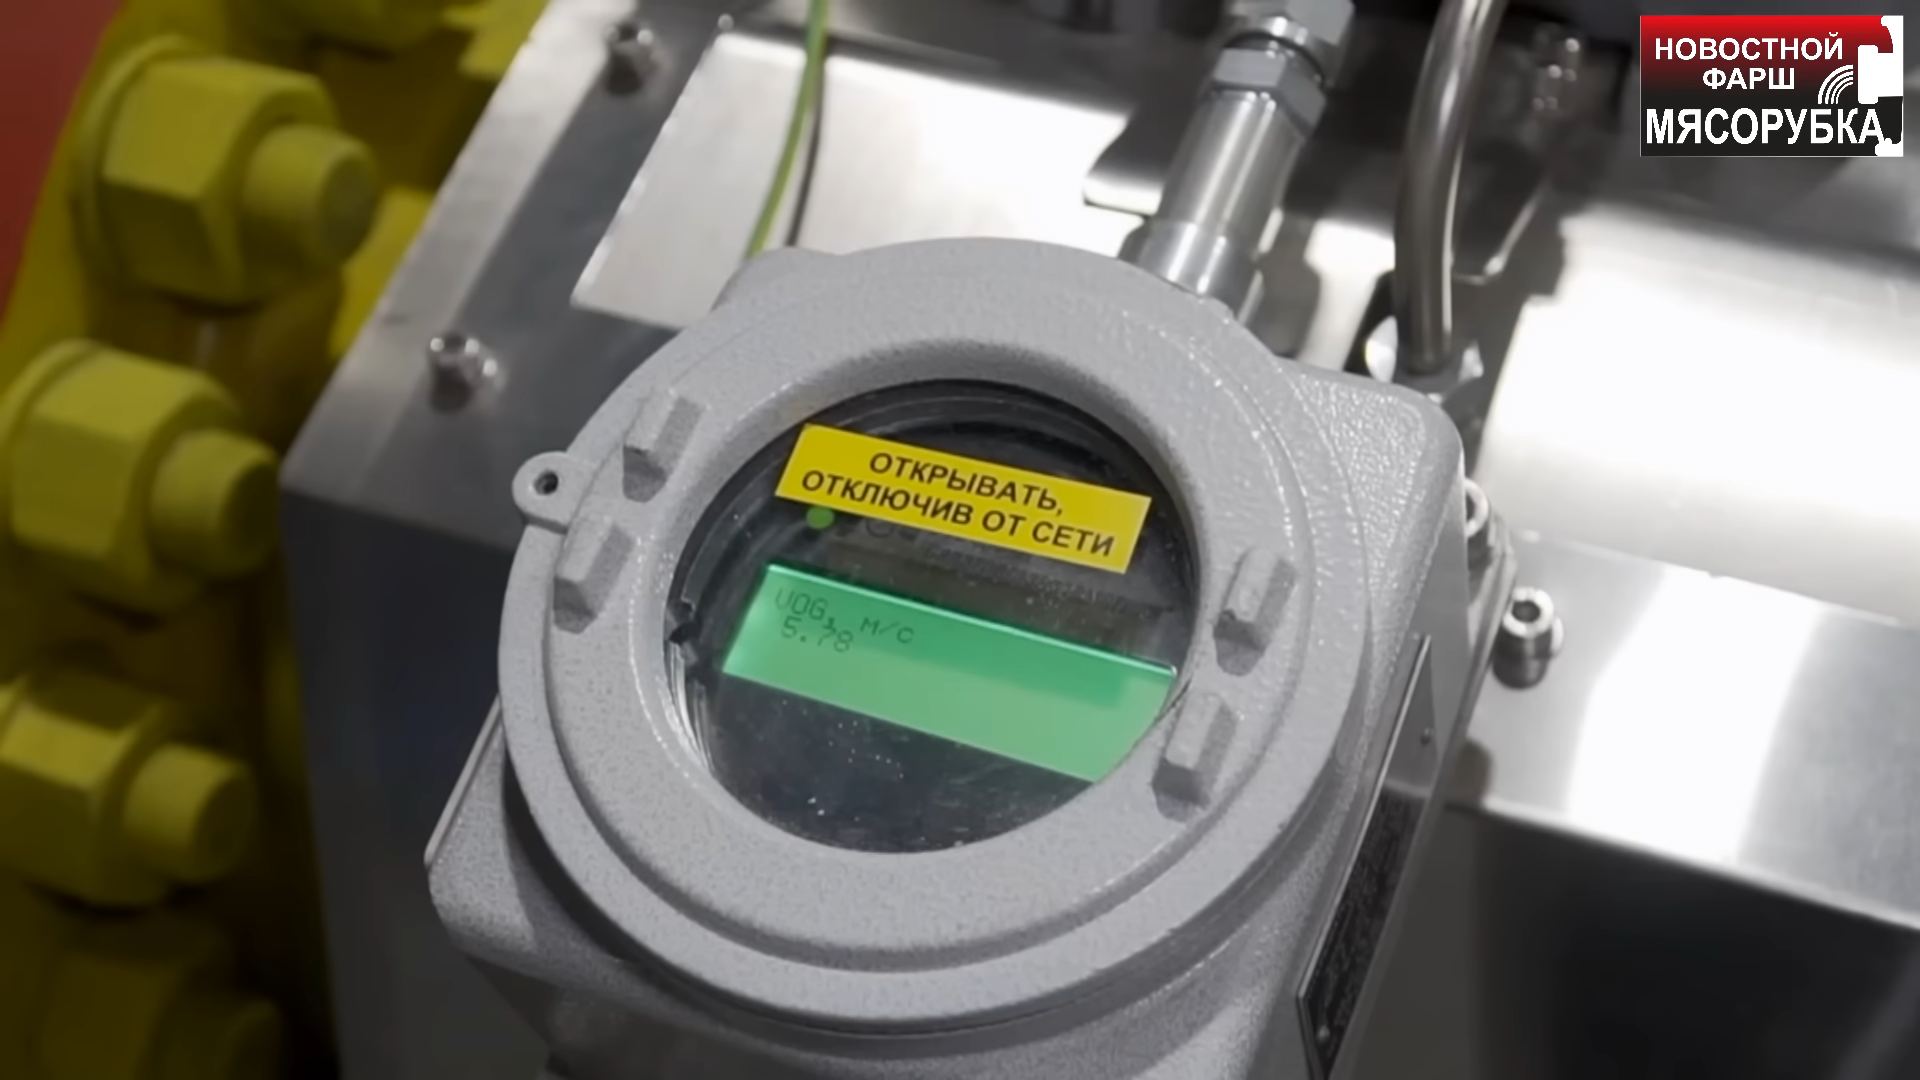 НОВОСТНОЙ
ФАРШ
МЯСОРУБКА
ОТКРЫВАТЬ,
ОТКЛЮЧИВ ОТ СЕТИ
VOG, м/с
5.78